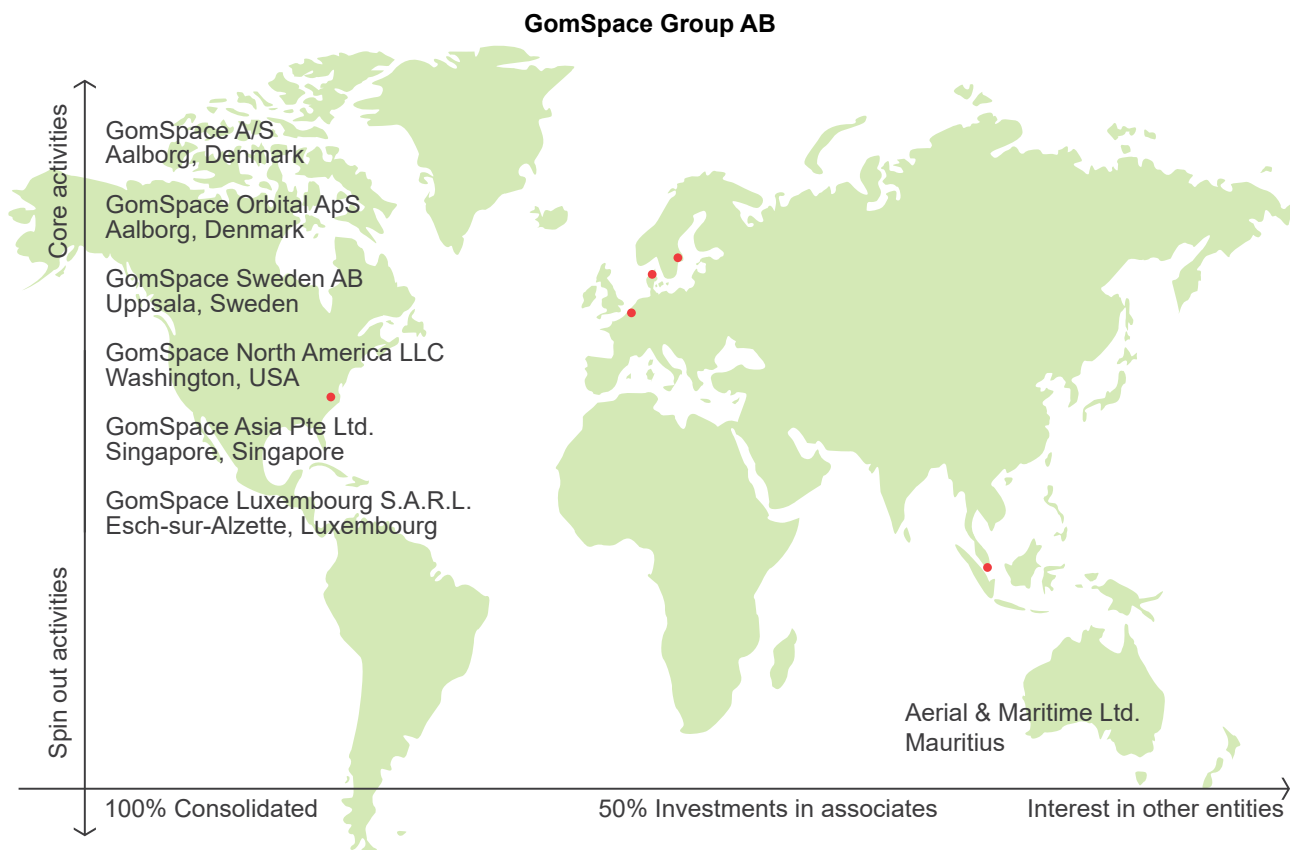 GomSpace Group AB
Core activities
GomSpace A/S
Aalborg, Denmark
GomSpace Orbital ApS
Aalborg, Denmark
GomSpace Sweden AB
Uppsala, Sweden
GomSpace North America LLC
Washington, USA
GomSpace Asia Pte Ltd.
Singapore, Singapore
GomSpace Luxembourg S.A.R.L.
Esch-sur-Alzette, Luxembourg
Spin out activities
Aerial & Maritime Ltd.
Mauritius
100% Consolidated
50% Investments in associates
Interest in other entities